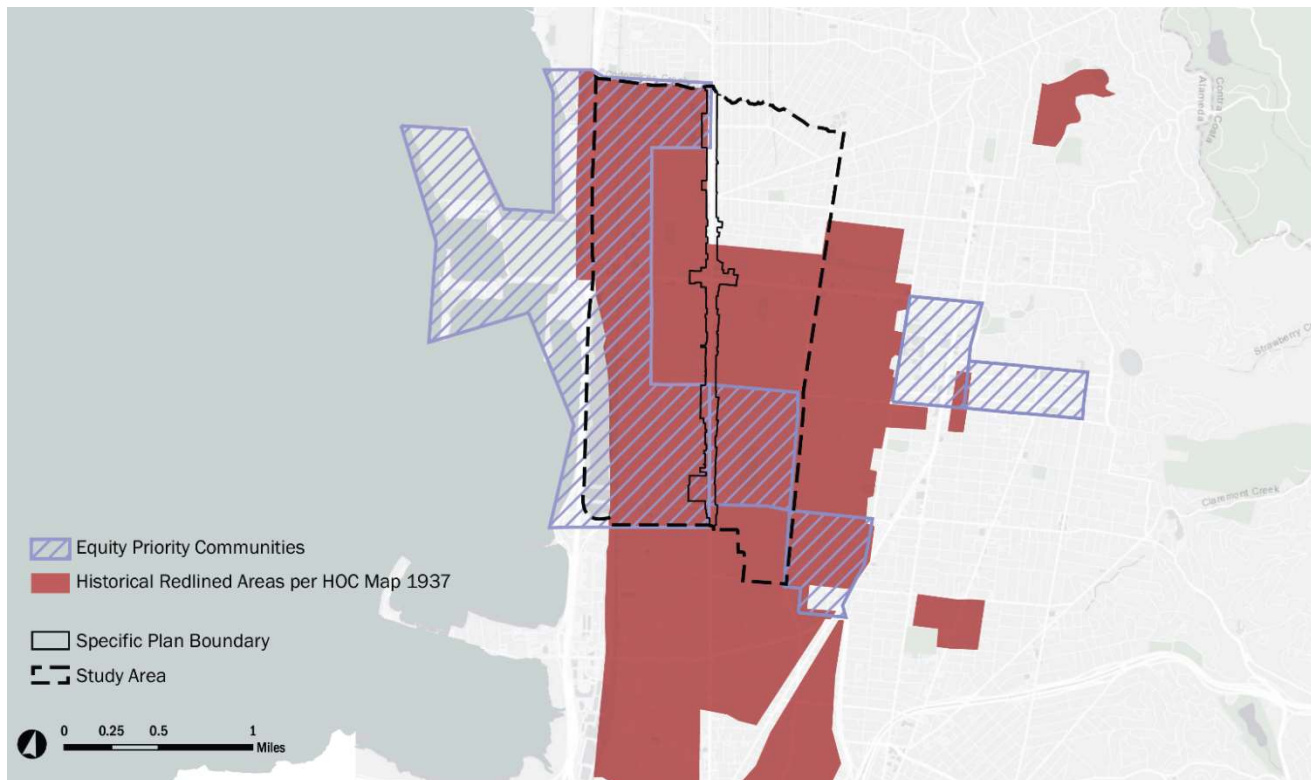 Contra Costa
Alameda
Strawberry C
Claremont Creek
Equity Priority Communities
Historical Redlined Areas per HOC Map 1937
Specific Plan Boundary
Study Area
0 0.25 0.5 1
Miles